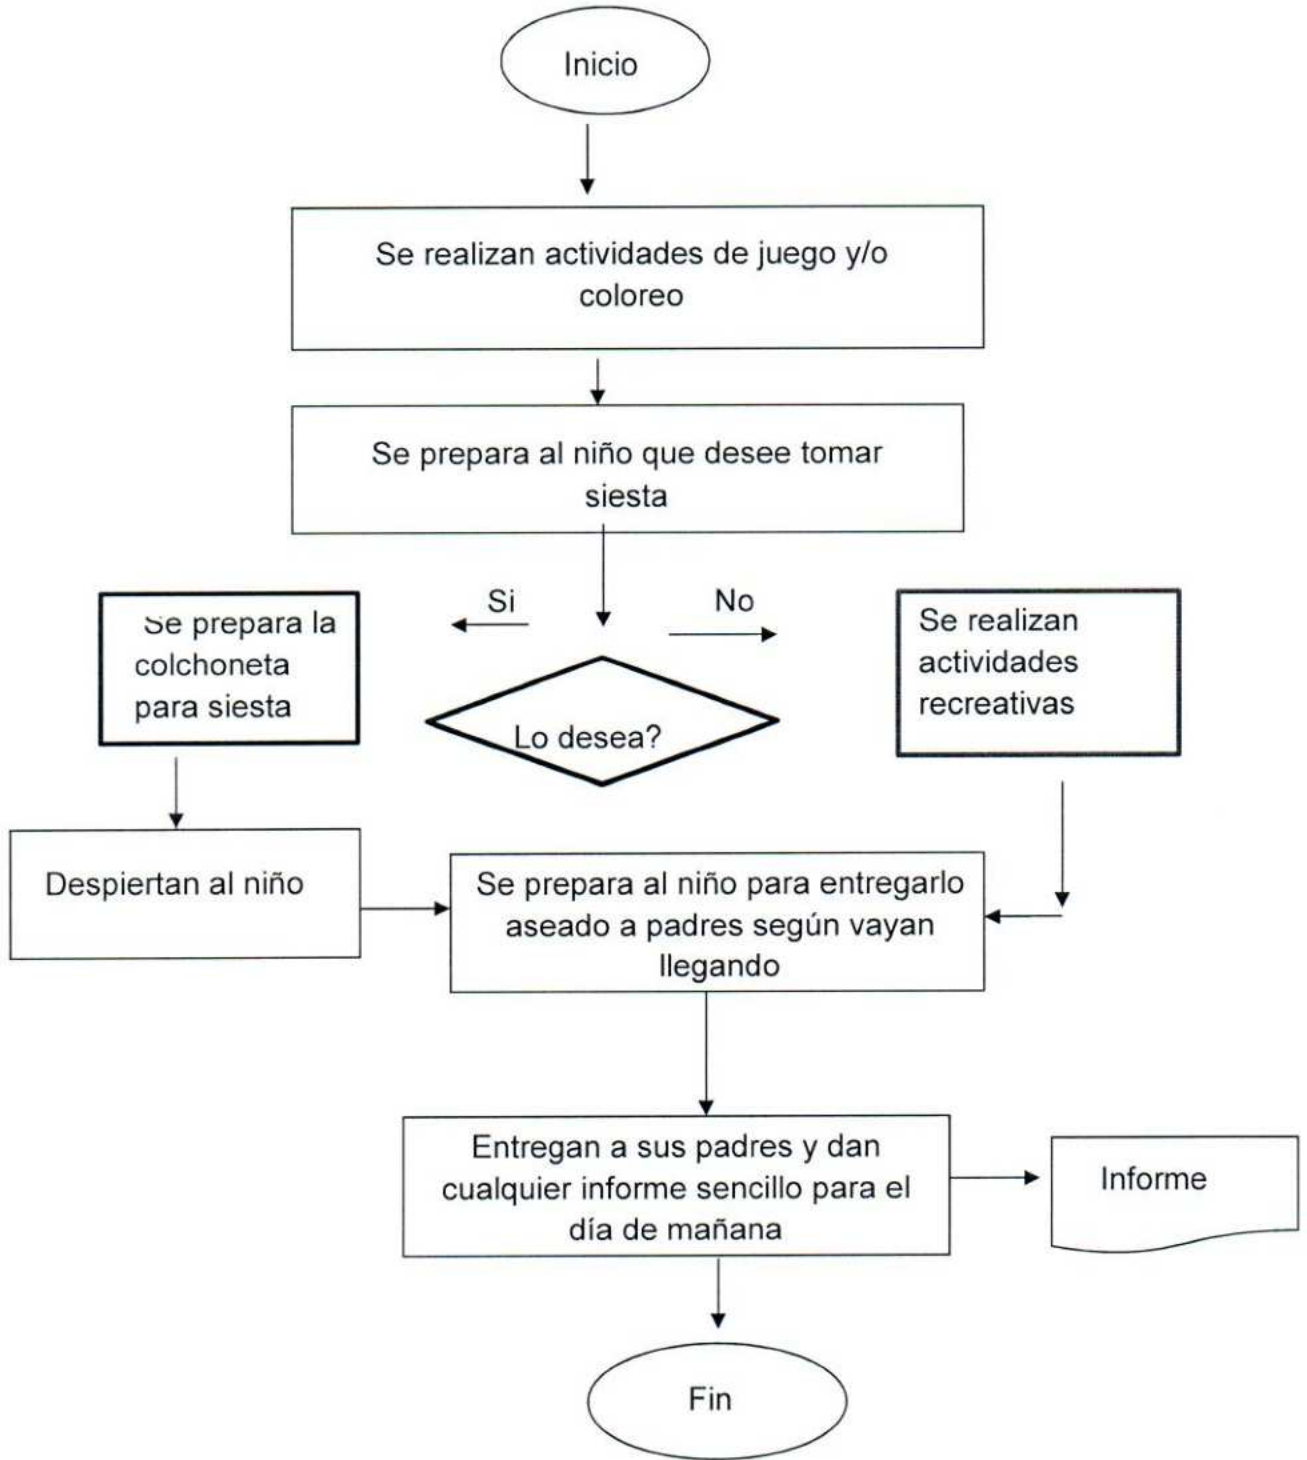 Inicio
Se realizan actividades de juego y/o
coloreo
Se prepara al niño que desee tomar
siesta
Si
No
Se prepara la
colchoneta
para siesta
Lo desea?
Se realizan
actividades
recreativas
Despiertan al niño
Se prepara al niño para entregarlo
aseado a padres según vayan
llegando
Entregan a sus padres y dan
cualquier informe sencillo para el
día de mañana
Informe
Fin